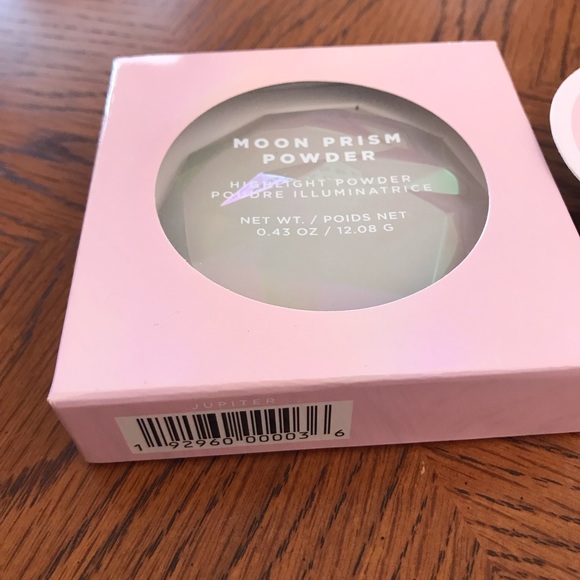 MOON PRISM
POWDER
HIGHLIGHT POWDER
POUDRE ILLUMINATRICE
NET WT. / POIDS NET
0.43 OZ / 12.08 G
JUPITER
1 92960 00003 6